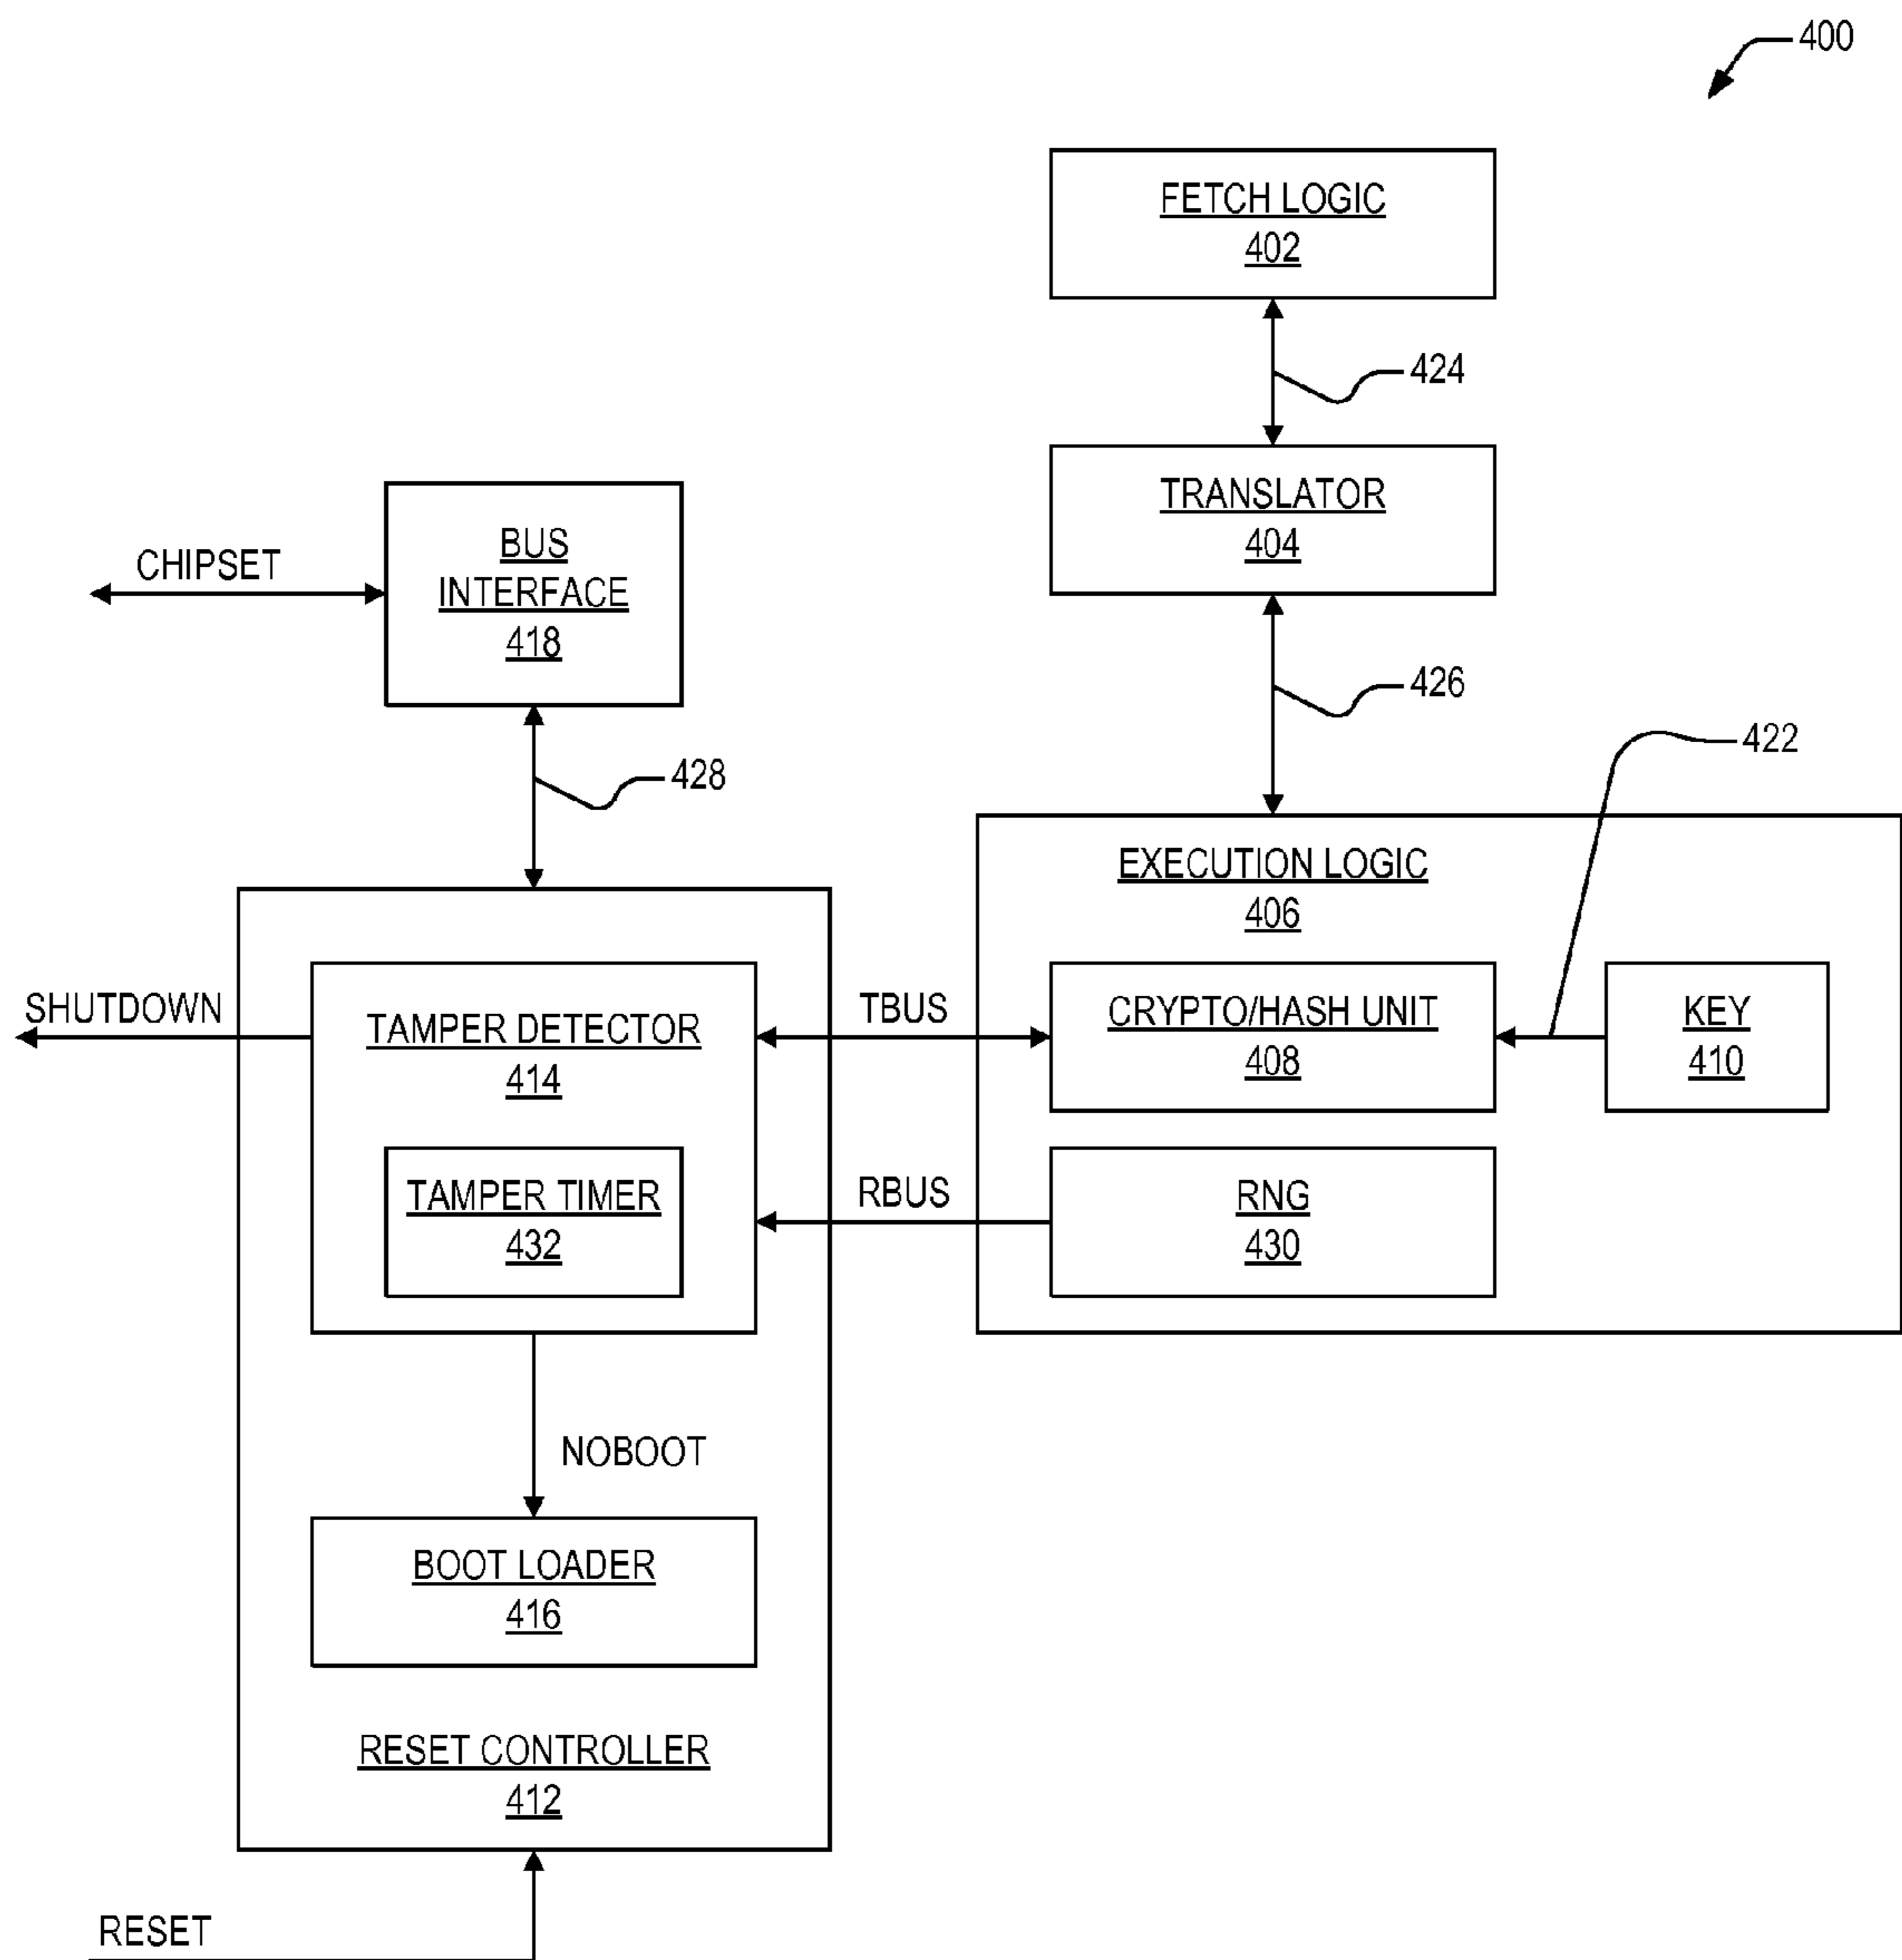 400
FETCH LOGIC
402
424
TRANSLATOR
404
BUS
INTERFACE
418
CHIPSET
426
422
428
EXECUTION LOGIC
406
SHUTDOWN
TAMPER DETECTOR
414
TBUS
CRYPTO/HASH UNIT
408
KEY
410
TAMPER TIMER
432
RBUS
RNG
430
NOBOOT
BOOT LOADER
416
RESET CONTROLLER
412
RESET